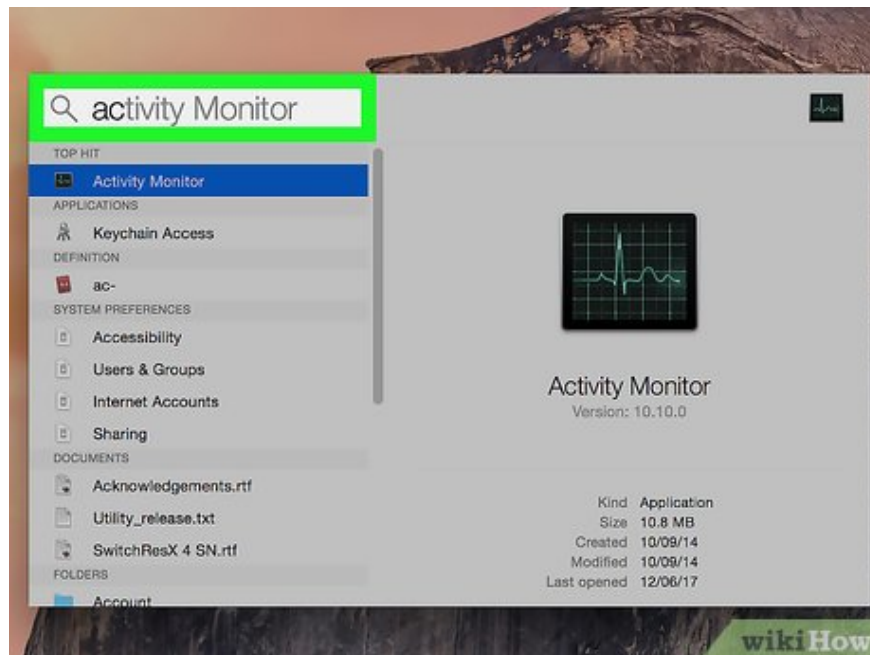 activity Monitor
TOP HIT
Activity Monitor
APPLICATIONS
Keychain Access
DEFINITION
ac-
SYSTEM PREFERENCES
Accessibility
Users & Groups
Internet Accounts
Sharing
DOCUMENTS
Acknowledgements.rtf
Utility_release.txt
SwitchResX 4 SN.rtf
FOLDERS
Account
Activity Monitor
Version: 10.10.0
Kind Application
Size 10.8 MB
Created 10/09/14
Modified 10/09/14
Last opened 12/06/17
wikiHow